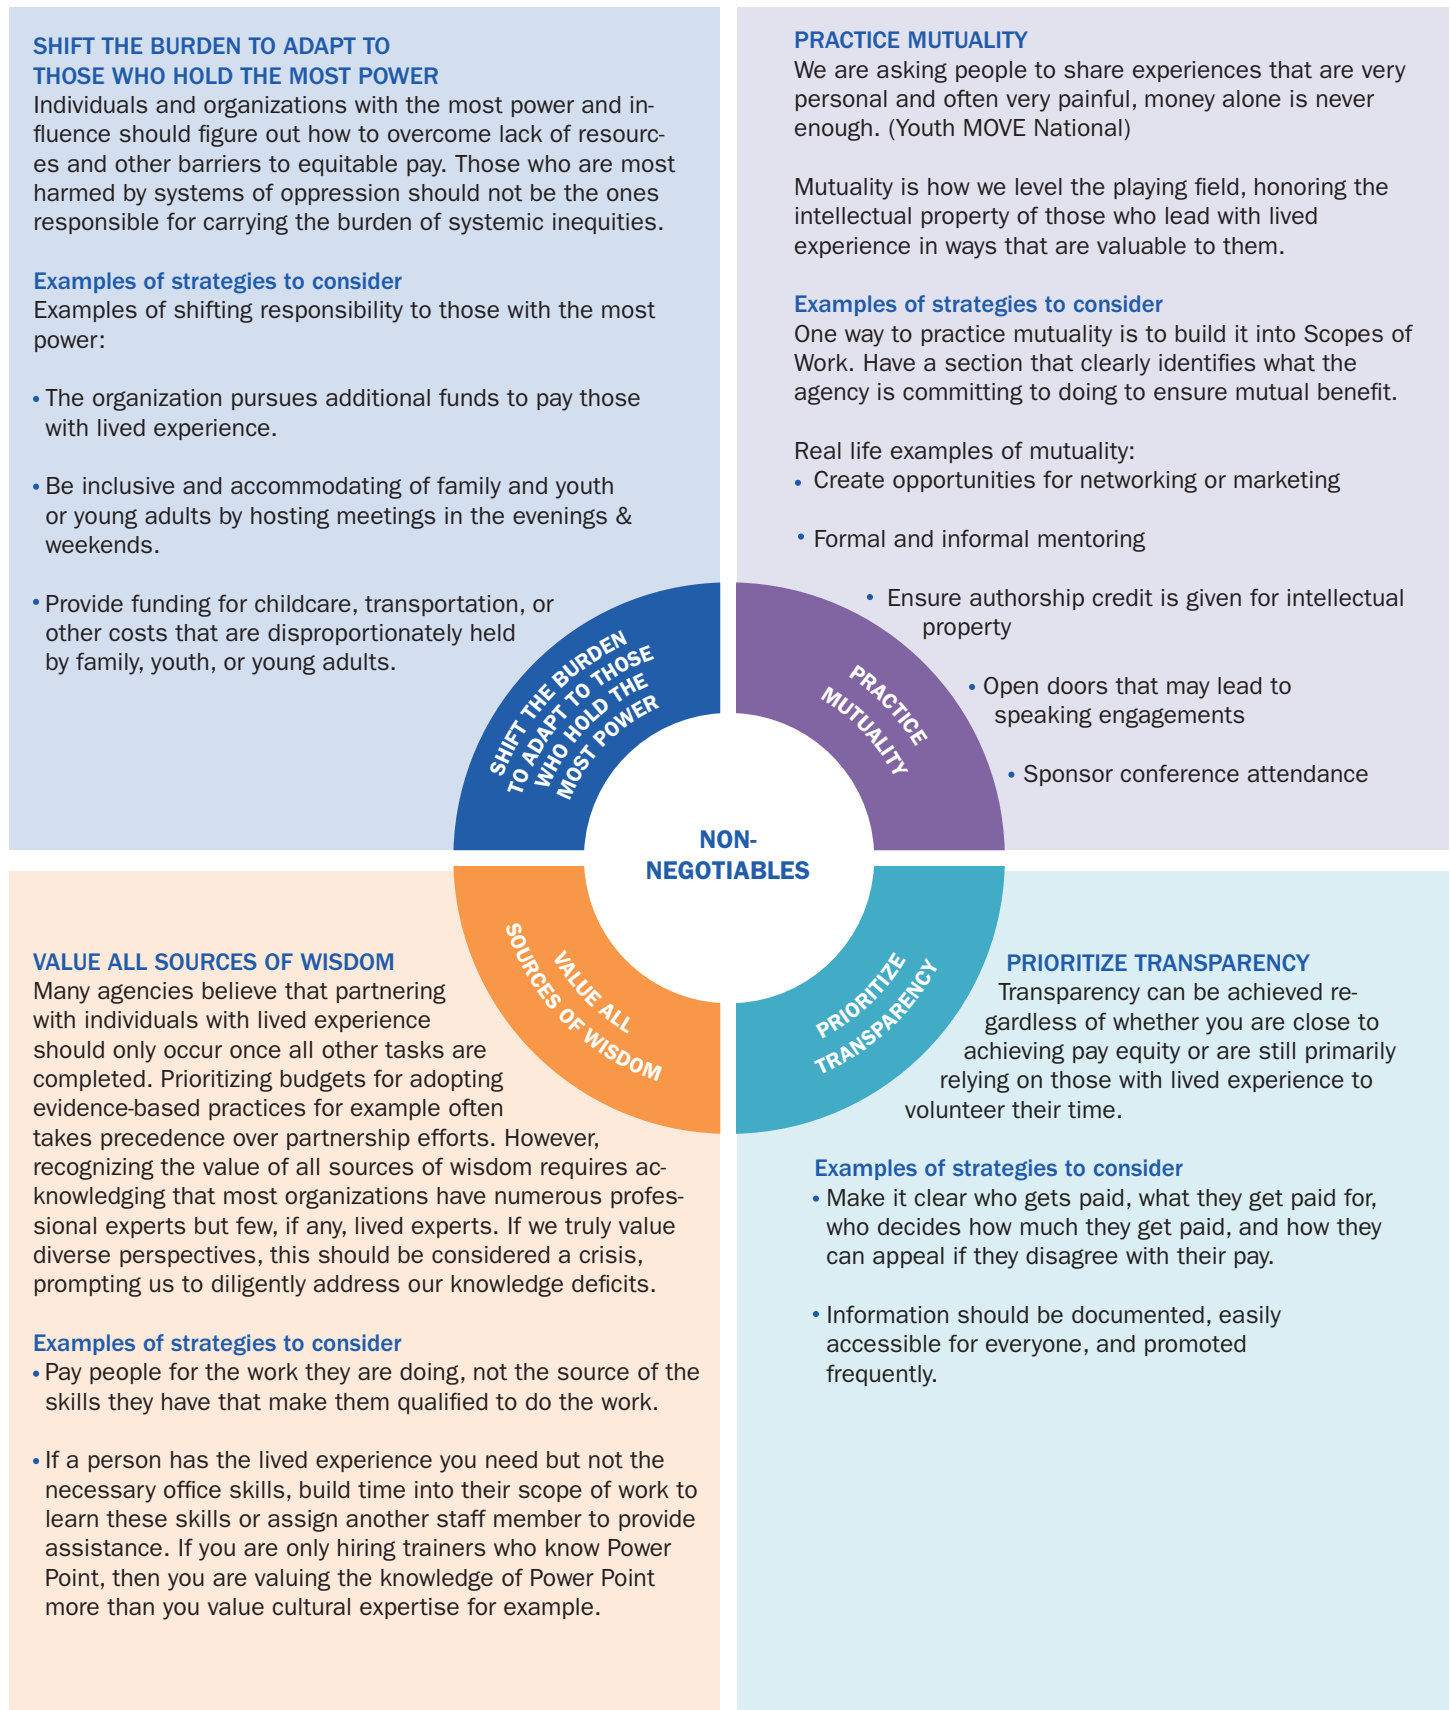 SHIFT THE BURDEN TO ADAPT TO
THOSE WHO HOLD THE MOST POWER
Individuals and organizations with the most power and in-
fluence should figure out how to overcome lack of resourc-
es and other barriers to equitable pay. Those who are most
harmed by systems of oppression should not be the ones
responsible for carrying the burden of systemic inequities.
Examples of strategies to consider
Examples of shifting responsibility to those with the most
power:
• The organization pursues additional funds to pay those
with lived experience.
• Be inclusive and accommodating of family and youth
or young adults by hosting meetings in the evenings &
weekends.
• Provide funding for childcare, transportation, or
other costs that are disproportionately held
by family, youth, or young adults.
PRACTICE MUTUALITY
We are asking people to share experiences that are very
personal and often very painful, money alone is never
enough. (Youth MOVE National)
Mutuality is how we level the playing field, honoring the
intellectual property of those who lead with lived
experience in ways that are valuable to them.
Examples of strategies to consider
One way to practice mutuality is to build it into Scopes of
Work. Have a section that clearly identifies what the
agency is committing to doing to ensure mutual benefit.
Real life examples of mutuality:
• Create opportunities for networking or marketing
• Formal and informal mentoring
• Ensure authorship credit is given for intellectual
property
• Open doors that may lead to
speaking engagements
• Sponsor conference attendance
SHIFT THE BURDEN
TO ADAPT TO THOSE
WHO HOLD THE
MOST POWER
PRACTICE
MUTUALITY
NON-
NEGOTIABLES
VALUE ALL
SOURCES OF WISDOM
PRIORITIZE
TRANSPARENCY
VALUE ALL SOURCES OF WISDOM
Many agencies believe that partnering
with individuals with lived experience
should only occur once all other tasks are
completed. Prioritizing budgets for adopting
evidence-based practices for example often
takes precedence over partnership efforts. However,
recognizing the value of all sources of wisdom requires ac-
knowledging that most organizations have numerous profes-
sional experts but few, if any, lived experts. If we truly value
diverse perspectives, this should be considered a crisis,
prompting us to diligently address our knowledge deficits.
Examples of strategies to consider
• Pay people for the work they are doing, not the source of the
skills they have that make them qualified to do the work.
• If a person has the lived experience you need but not the
necessary office skills, build time into their scope of work to
learn these skills or assign another staff member to provide
assistance. If you are only hiring trainers who know Power
Point, then you are valuing the knowledge of Power Point
more than you value cultural expertise for example.
PRIORITIZE TRANSPARENCY
Transparency can be achieved re-
gardless of whether you are close to
achieving pay equity or are still primarily
relying on those with lived experience to
volunteer their time.
Examples of strategies to consider
• Make it clear who gets paid, what they get paid for,
who decides how much they get paid, and how they
can appeal if they disagree with their pay.
• Information should be documented, easily
accessible for everyone, and promoted
frequently.